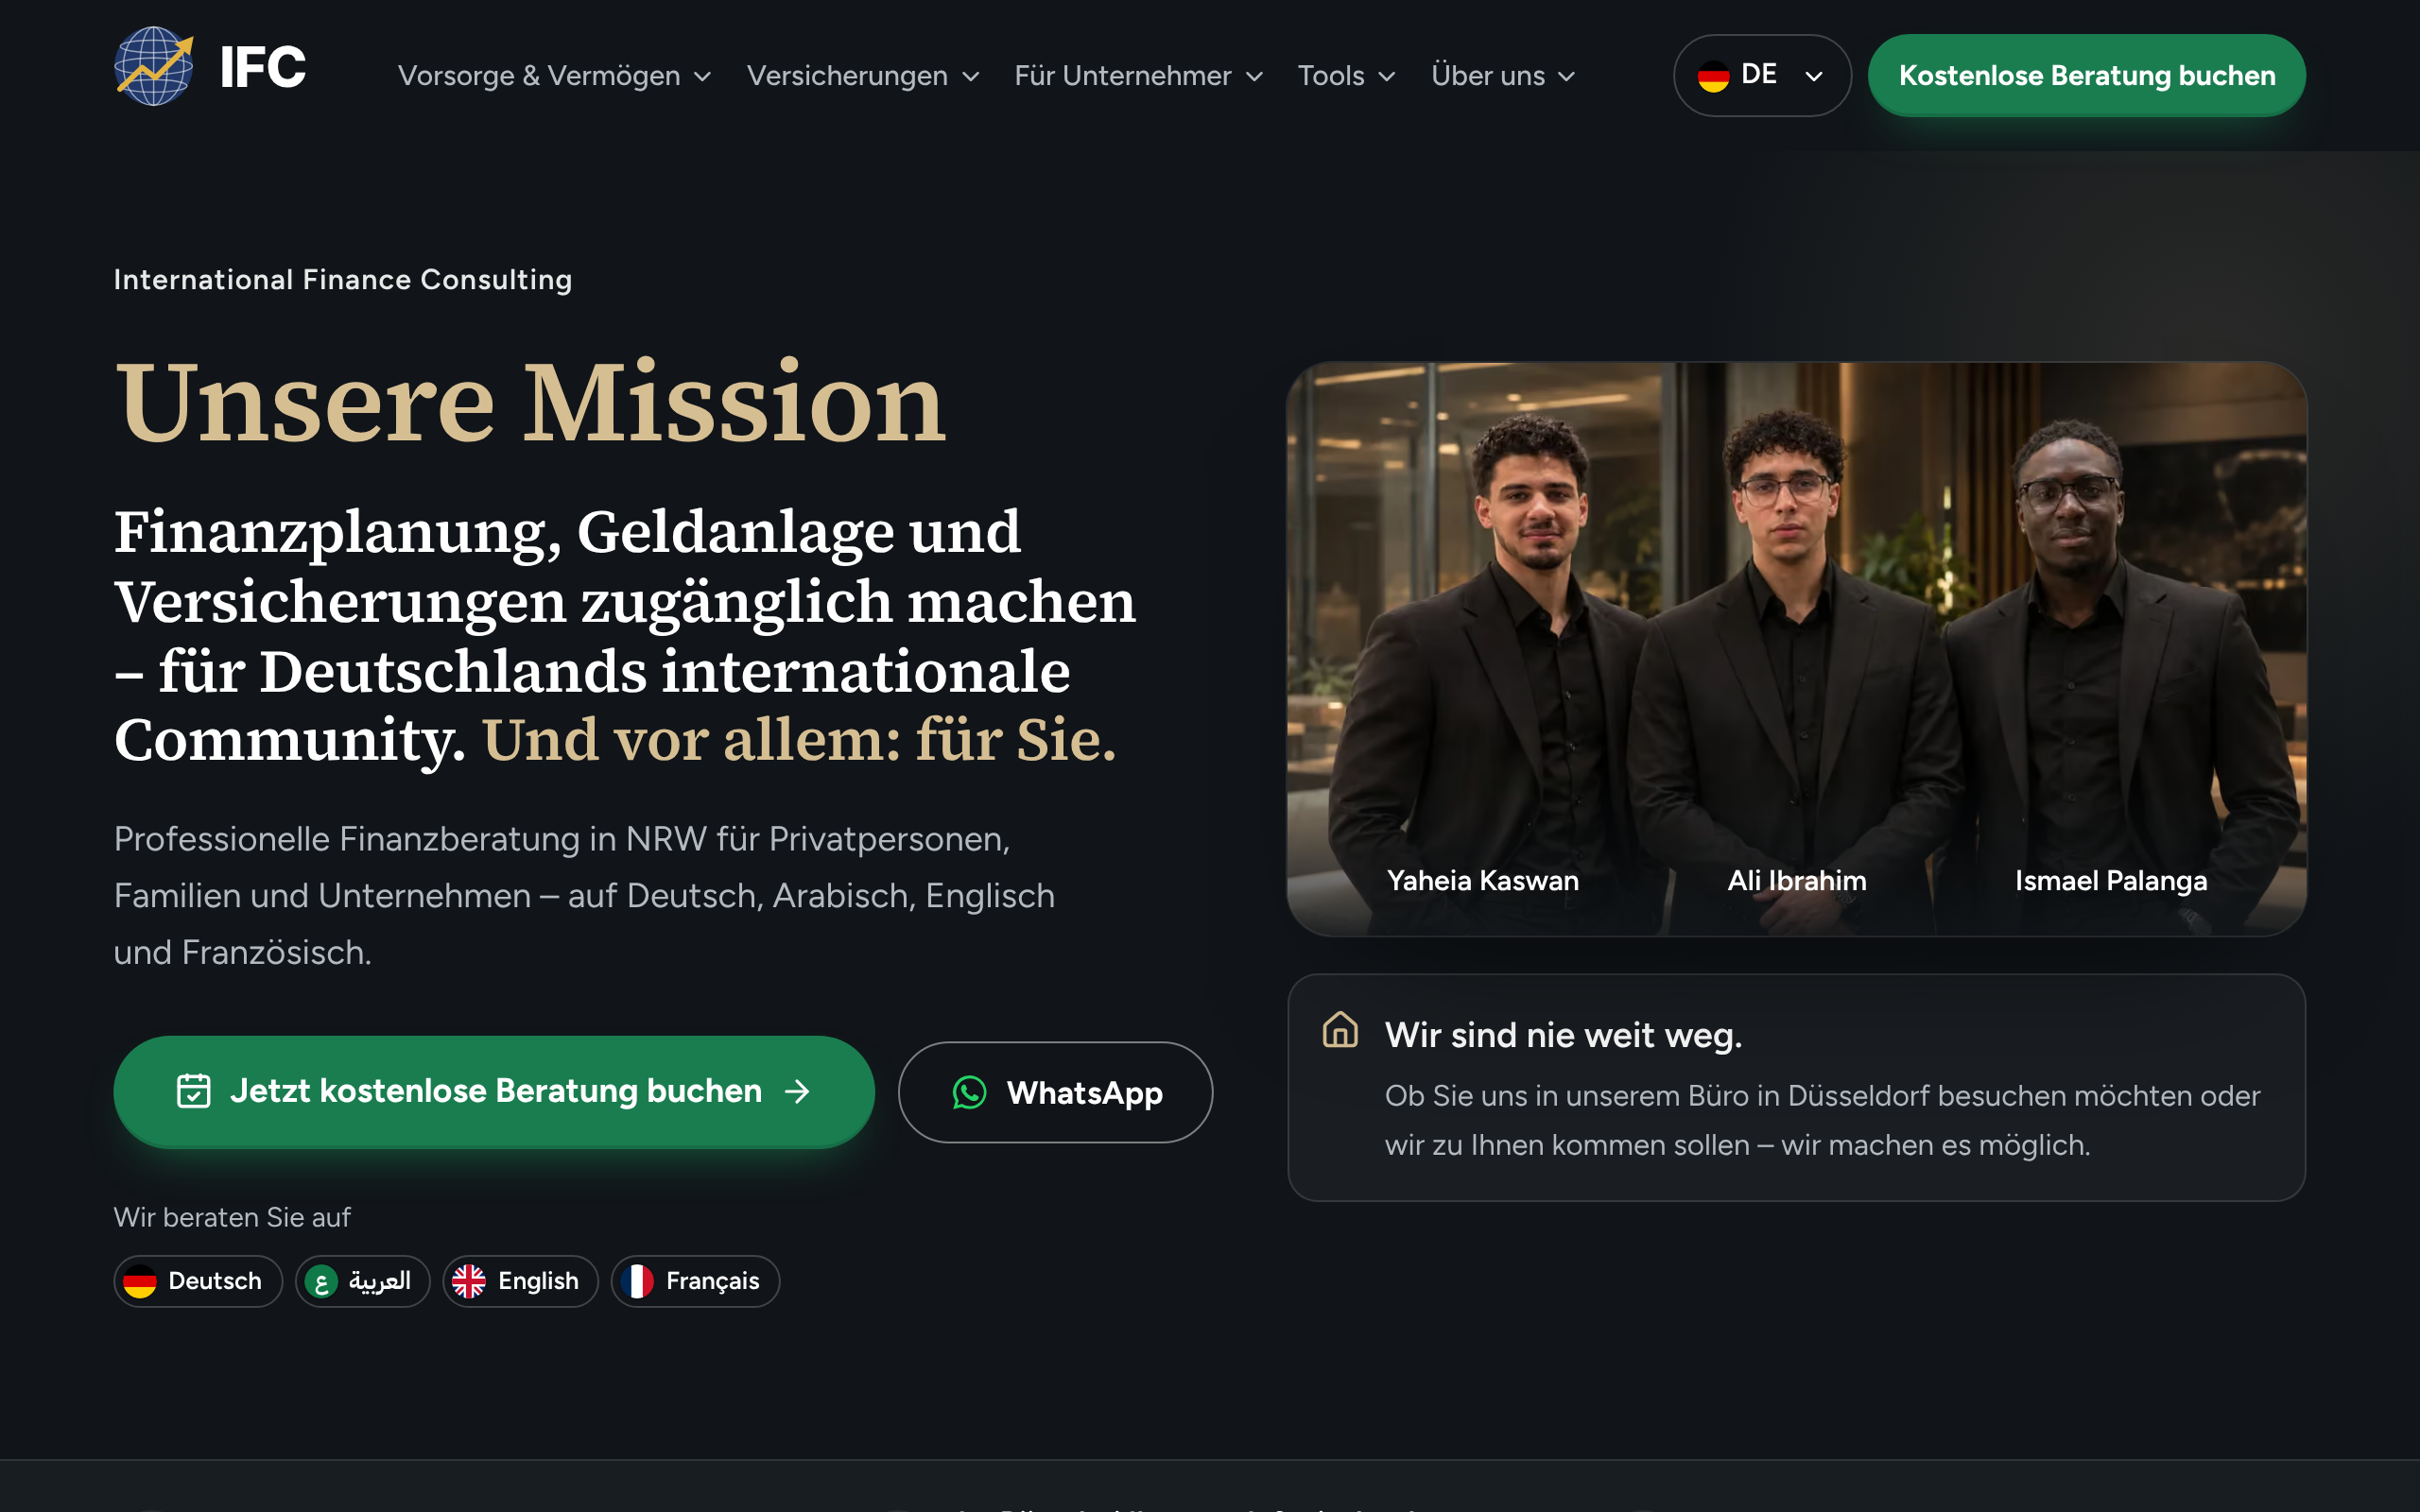 IFC
Vorsorge & Vermögen
Versicherungen
Für Unternehmer
Tools
Über uns
DE
Kostenlose Beratung buchen
International Finance Consulting
Unsere Mission
Finanzplanung, Geldanlage und
Versicherungen zugänglich machen
– für Deutschlands internationale
Community. Und vor allem: für Sie.
Professionelle Finanzberatung in NRW für Privatpersonen,
Familien und Unternehmen – auf Deutsch, Arabisch, Englisch
und Französisch.
Jetzt kostenlose Beratung buchen
WhatsApp
Wir beraten Sie auf
Deutsch
ع العربية
English
Français
Yaheia Kaswan
Ali Ibrahim
Ismael Palanga
Wir sind nie weit weg.
Ob Sie uns in unserem Büro in Düsseldorf besuchen möchten oder
wir zu Ihnen kommen sollen – wir machen es möglich.